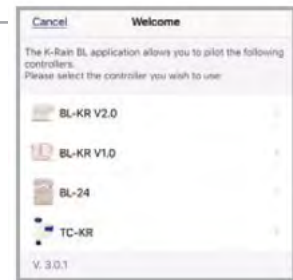 Cancel Welcome
The K-Rain BL application allows you to pilot the following
controllers.
Please select the controller you wish to use
BL-KR V2.0
BL-KR V1.0
BL-24
TC-KR
V. 3.0.1